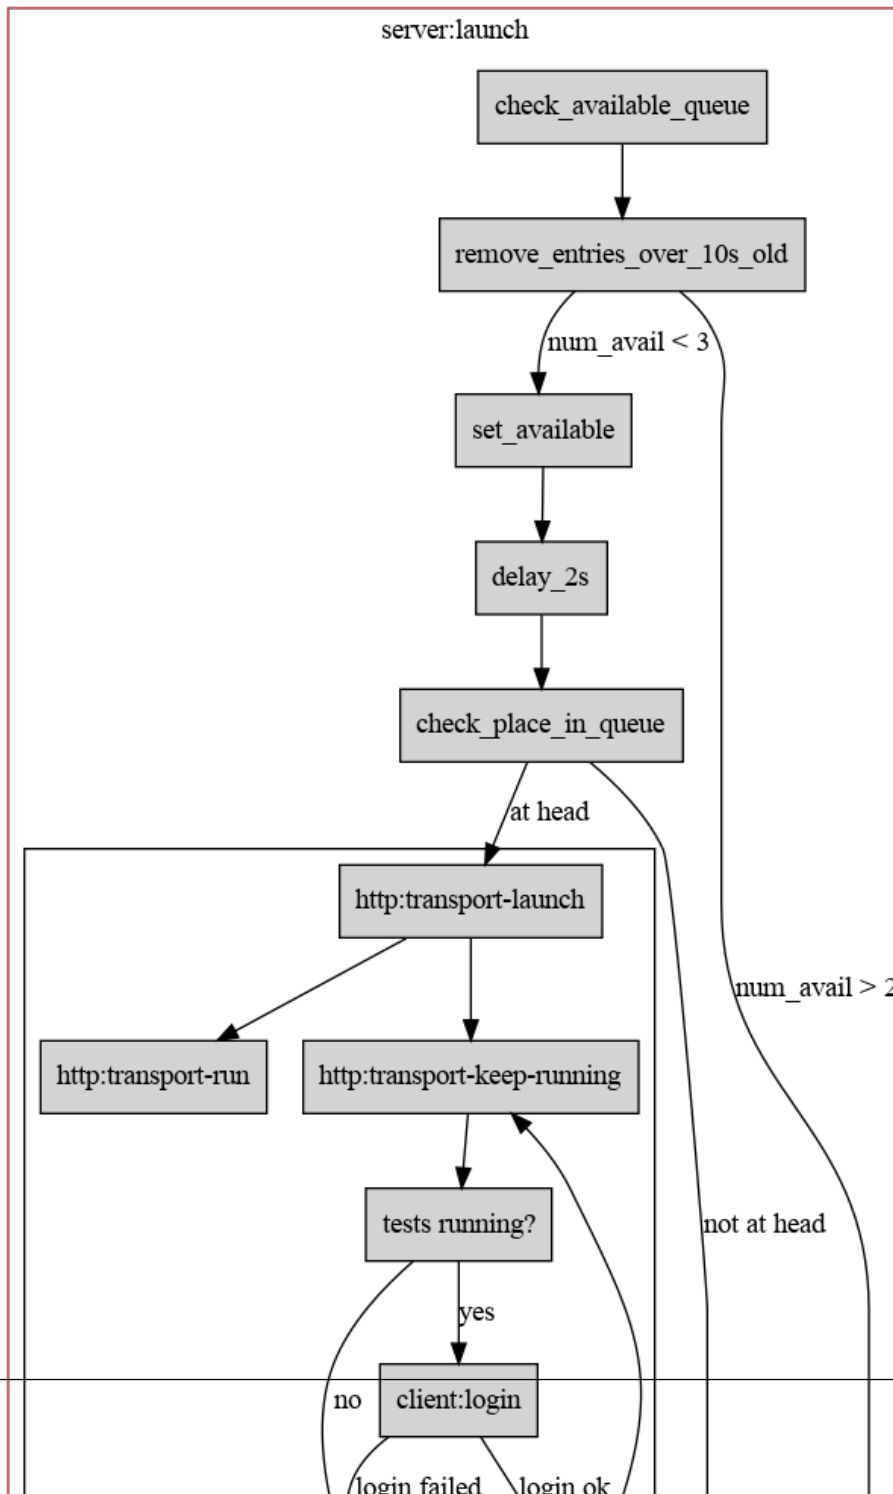 server:launch
check_available_queue
remove_entries_over_10s_old
num_avail < 3
set_available
delay_2s
check_place_in_queue
at head
http:transport-launch
num_avail > 2
http:transport-run
http:transport-keep-running
tests running?
not at head
yes
no
client:login
login failed
login ok